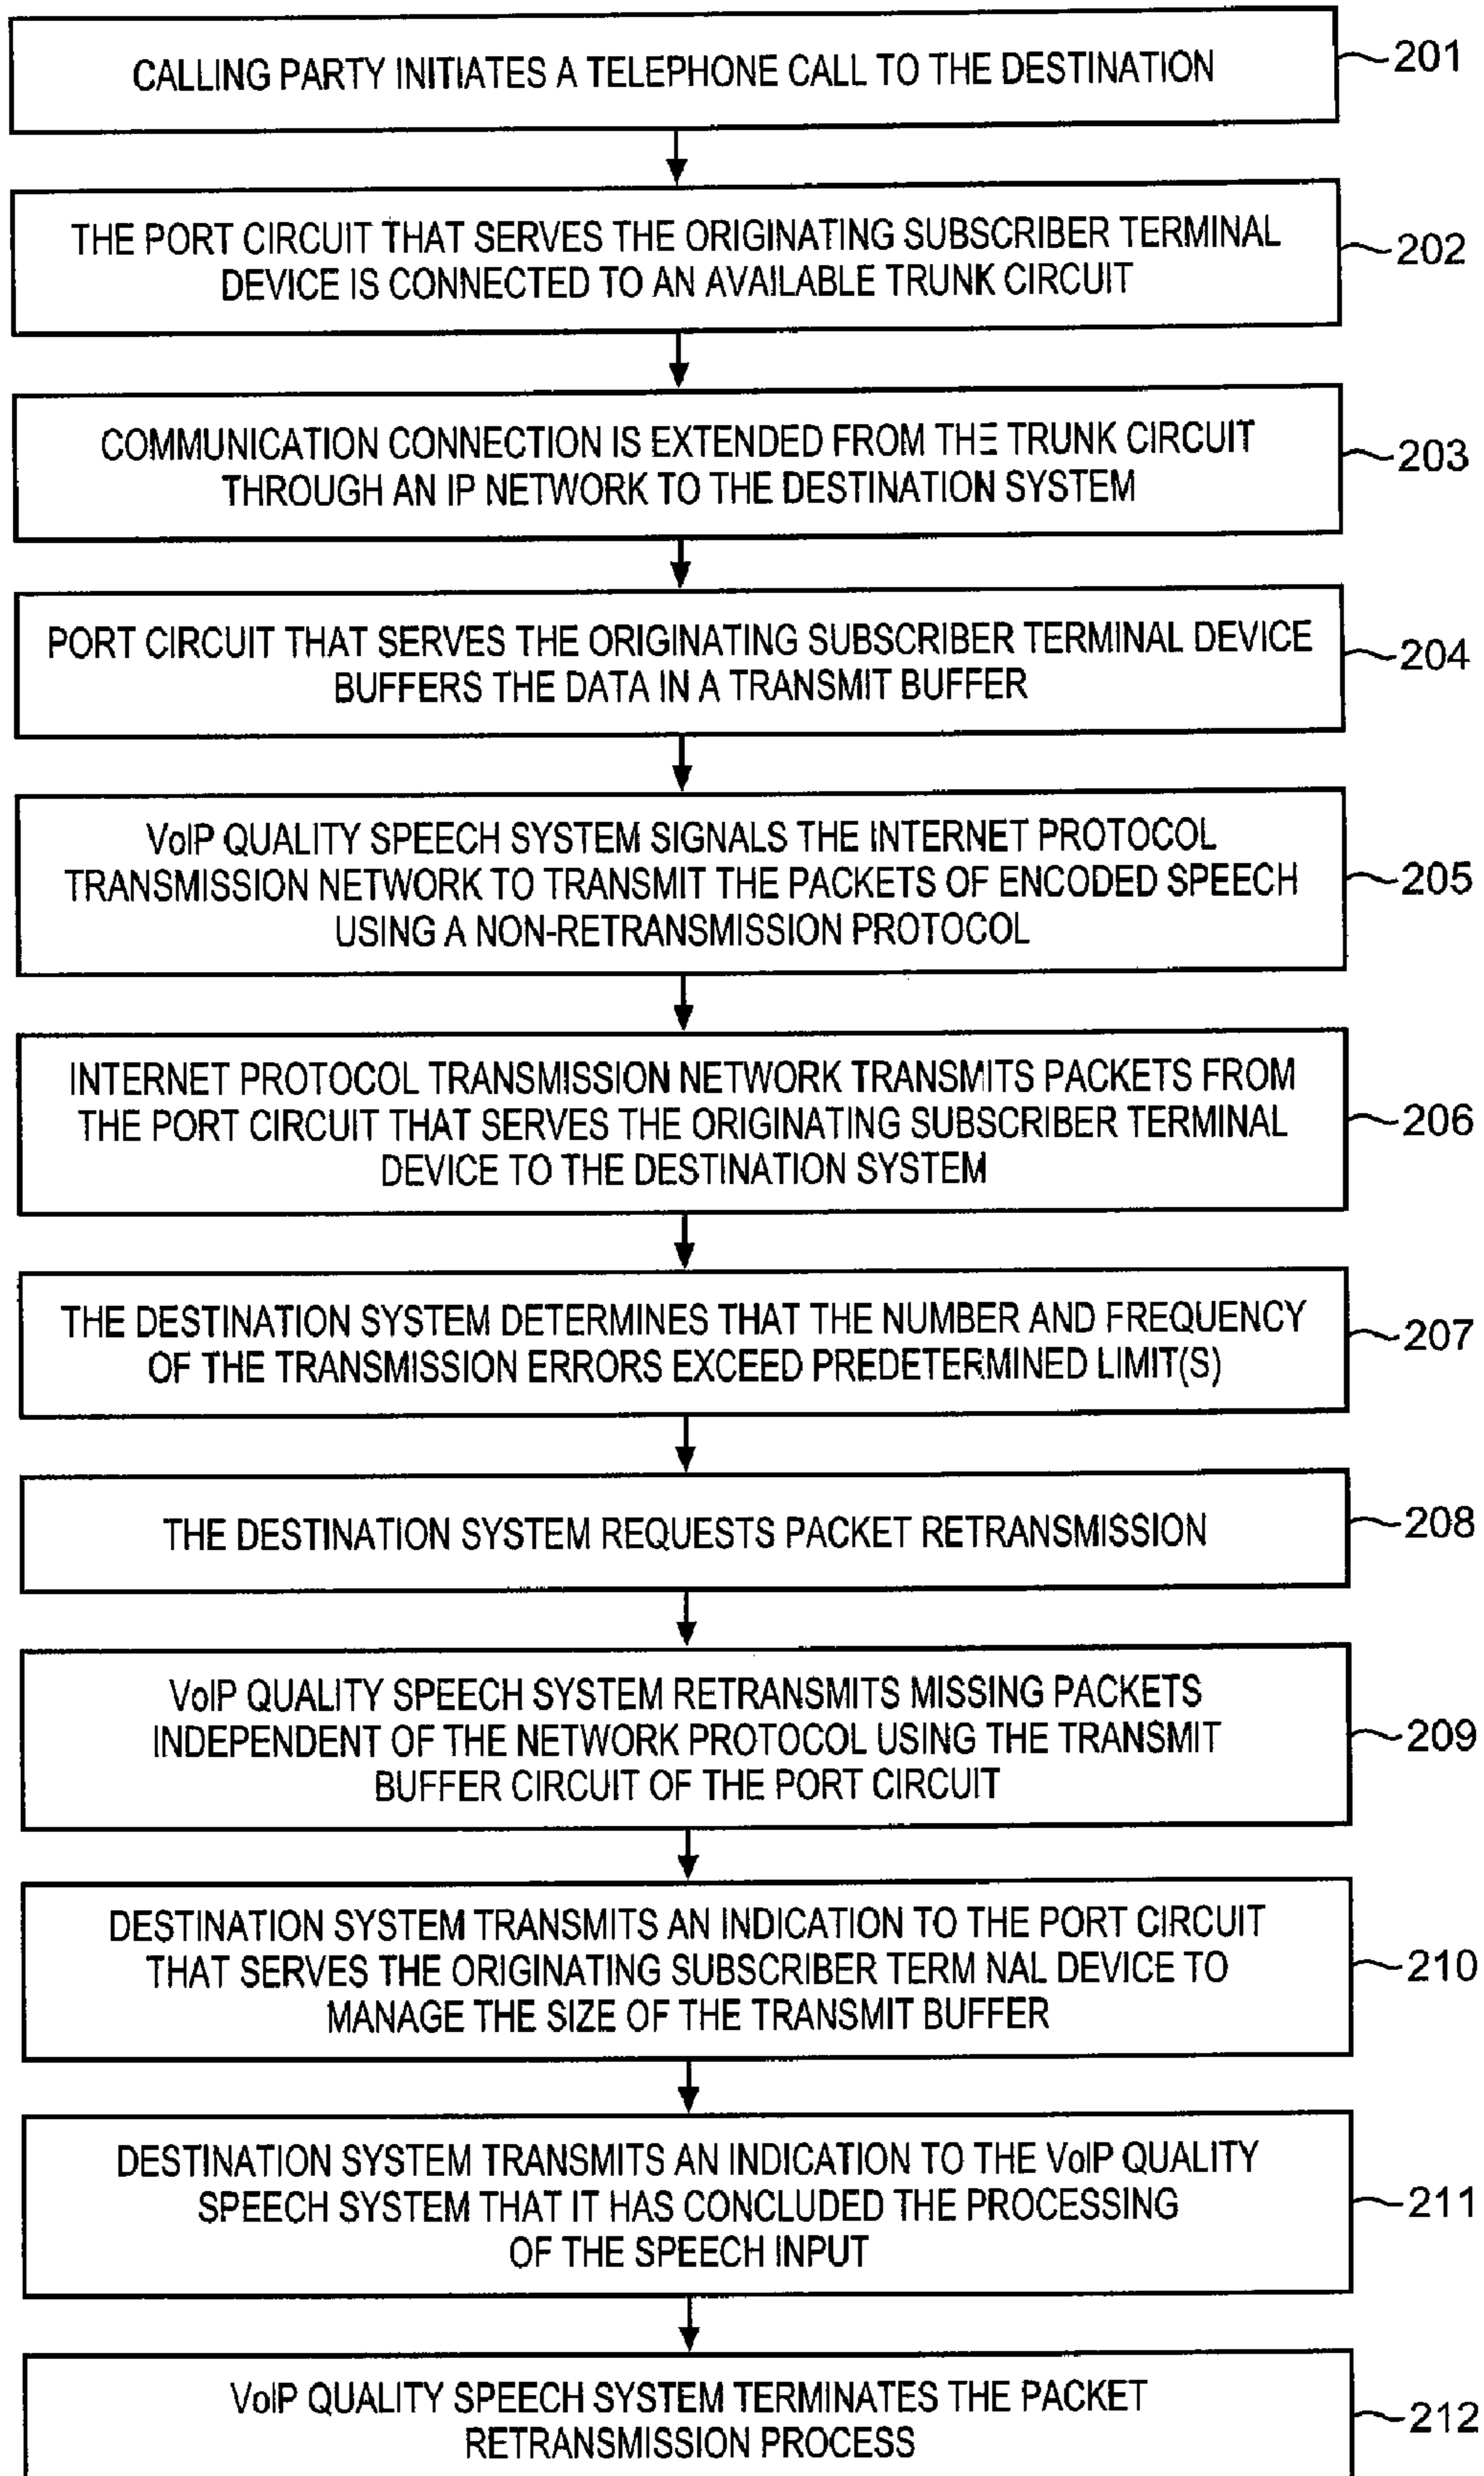 CALLING PARTY INITIATES A TELEPHONE CALL TO THE DESTINATION
201
THE PORT CIRCUIT THAT SERVES THE ORIGINATING SUBSCRIBER TERMINAL
DEVICE IS CONNECTED TO AN AVAILABLE TRUNK CIRCUIT
202
COMMUNICATION CONNECTION IS EXTENDED FROM THE TRUNK CIRCUIT
THROUGH AN IP NETWORK TO THE DESTINATION SYSTEM
203
PORT CIRCUIT THAT SERVES THE ORIGINATING SUBSCRIBER TERMINAL DEVICE
BUFFERS THE DATA IN A TRANSMIT BUFFER
204
VoIP QUALITY SPEECH SYSTEM SIGNALS THE INTERNET PROTOCOL
TRANSMISSION NETWORK TO TRANSMIT THE PACKETS OF ENCODED SPEECH
USING A NON-RETRANSMISSION PROTOCOL
205
INTERNET PROTOCOL TRANSMISSION NETWORK TRANSMITS PACKETS FROM
THE PORT CIRCUIT THAT SERVES THE ORIGINATING SUBSCRIBER TERMINAL
DEVICE TO THE DESTINATION SYSTEM
206
THE DESTINATION SYSTEM DETERMINES THAT THE NUMBER AND FREQUENCY
OF THE TRANSMISSION ERRORS EXCEED PREDETERMINED LIMIT(S)
207
THE DESTINATION SYSTEM REQUESTS PACKET RETRANSMISSION
208
VoIP QUALITY SPEECH SYSTEM RETRANSMITS MISSING PACKETS
INDEPENDENT OF THE NETWORK PROTOCOL USING THE TRANSMIT
BUFFER CIRCUIT OF THE PORT CIRCUIT
209
DESTINATION SYSTEM TRANSMITS AN INDICATION TO THE PORT CIRCUIT
THAT SERVES THE ORIGINATING SUBSCRIBER TERM NAL DEVICE TO
MANAGE THE SIZE OF THE TRANSMIT BUFFER
210
DESTINATION SYSTEM TRANSMITS AN INDICATION TO THE VoIP QUALITY
SPEECH SYSTEM THAT IT HAS CONCLUDED THE PROCESSING
OF THE SPEECH INPUT
211
VoIP QUALITY SPEECH SYSTEM TERMINATES THE PACKET
RETRANSMISSION PROCESS
212